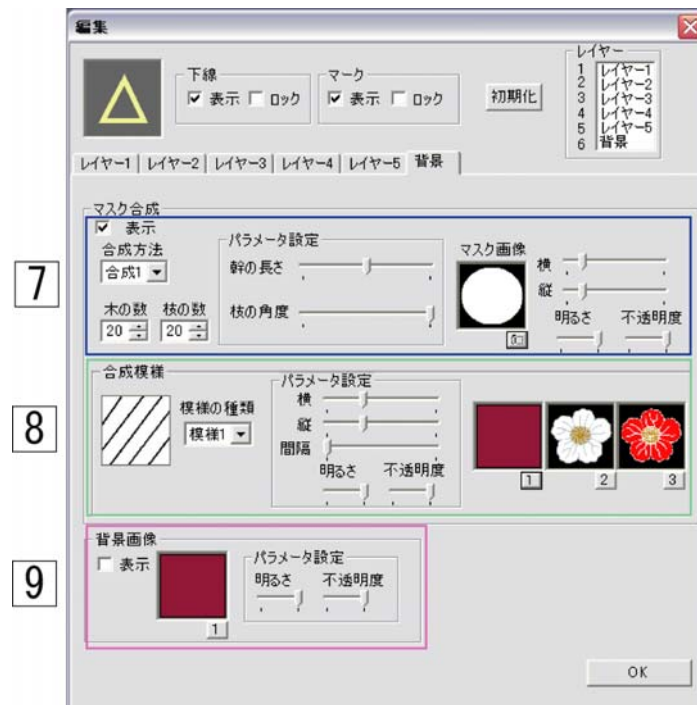 編集
下線
表示 ロック
マーク
表示 ロック
初期化
レイヤー
1 レイヤー1
2 レイヤー2
3 レイヤー3
4 レイヤー4
5 レイヤー5
6 背景
レイヤー1 レイヤー2 レイヤー3 レイヤー4 レイヤー5 背景
7
マスク合成
表示
合成方法
合成1
木の数 枝の数
20 20
パラメータ設定
幹の長さ
枝の角度
マスク画像
横
縦
明るさ 不透明度
8
合成模様
模様の種類
模様1
パラメータ設定
横
縦
間隔
明るさ 不透明度
1 2 3
9
背景画像
表示
1
パラメータ設定
明るさ 不透明度
OK